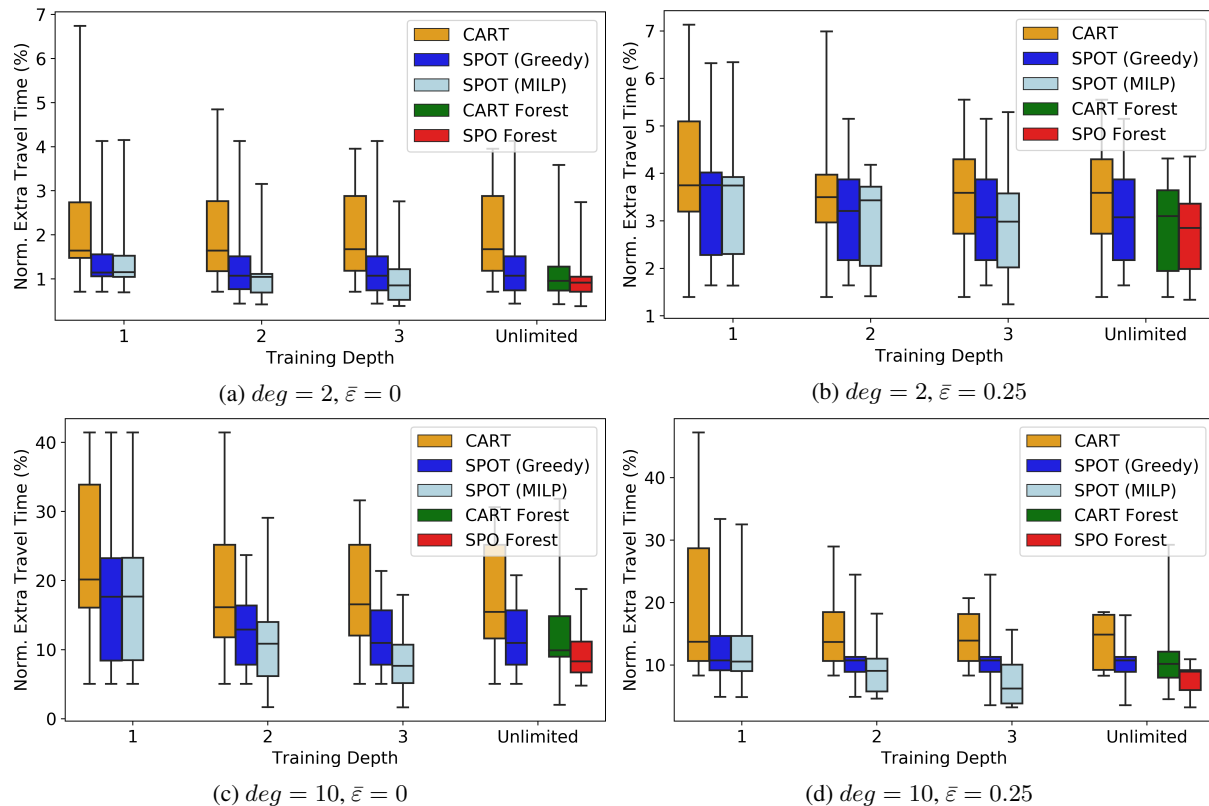 7
6
5
4
3
2
1
Norm. Extra Travel Time (%)
CART
SPOT (Greedy)
SPOT (MILP)
CART Forest
SPO Forest
1 2 3 Unlimited
Training Depth
(a) deg = 2, ε̄ = 0
7
6
5
4
3
2
1
Norm. Extra Travel Time (%)
CART
SPOT (Greedy)
SPOT (MILP)
CART Forest
SPO Forest
1 2 3 Unlimited
Training Depth
(b) deg = 2, ε̄ = 0.25
40
30
20
10
0
Norm. Extra Travel Time (%)
CART
SPOT (Greedy)
SPOT (MILP)
CART Forest
SPO Forest
1 2 3 Unlimited
Training Depth
(c) deg = 10, ε̄ = 0
40
30
20
10
Norm. Extra Travel Time (%)
CART
SPOT (Greedy)
SPOT (MILP)
CART Forest
SPO Forest
1 2 3 Unlimited
Training Depth
(d) deg = 10, ε̄ = 0.25